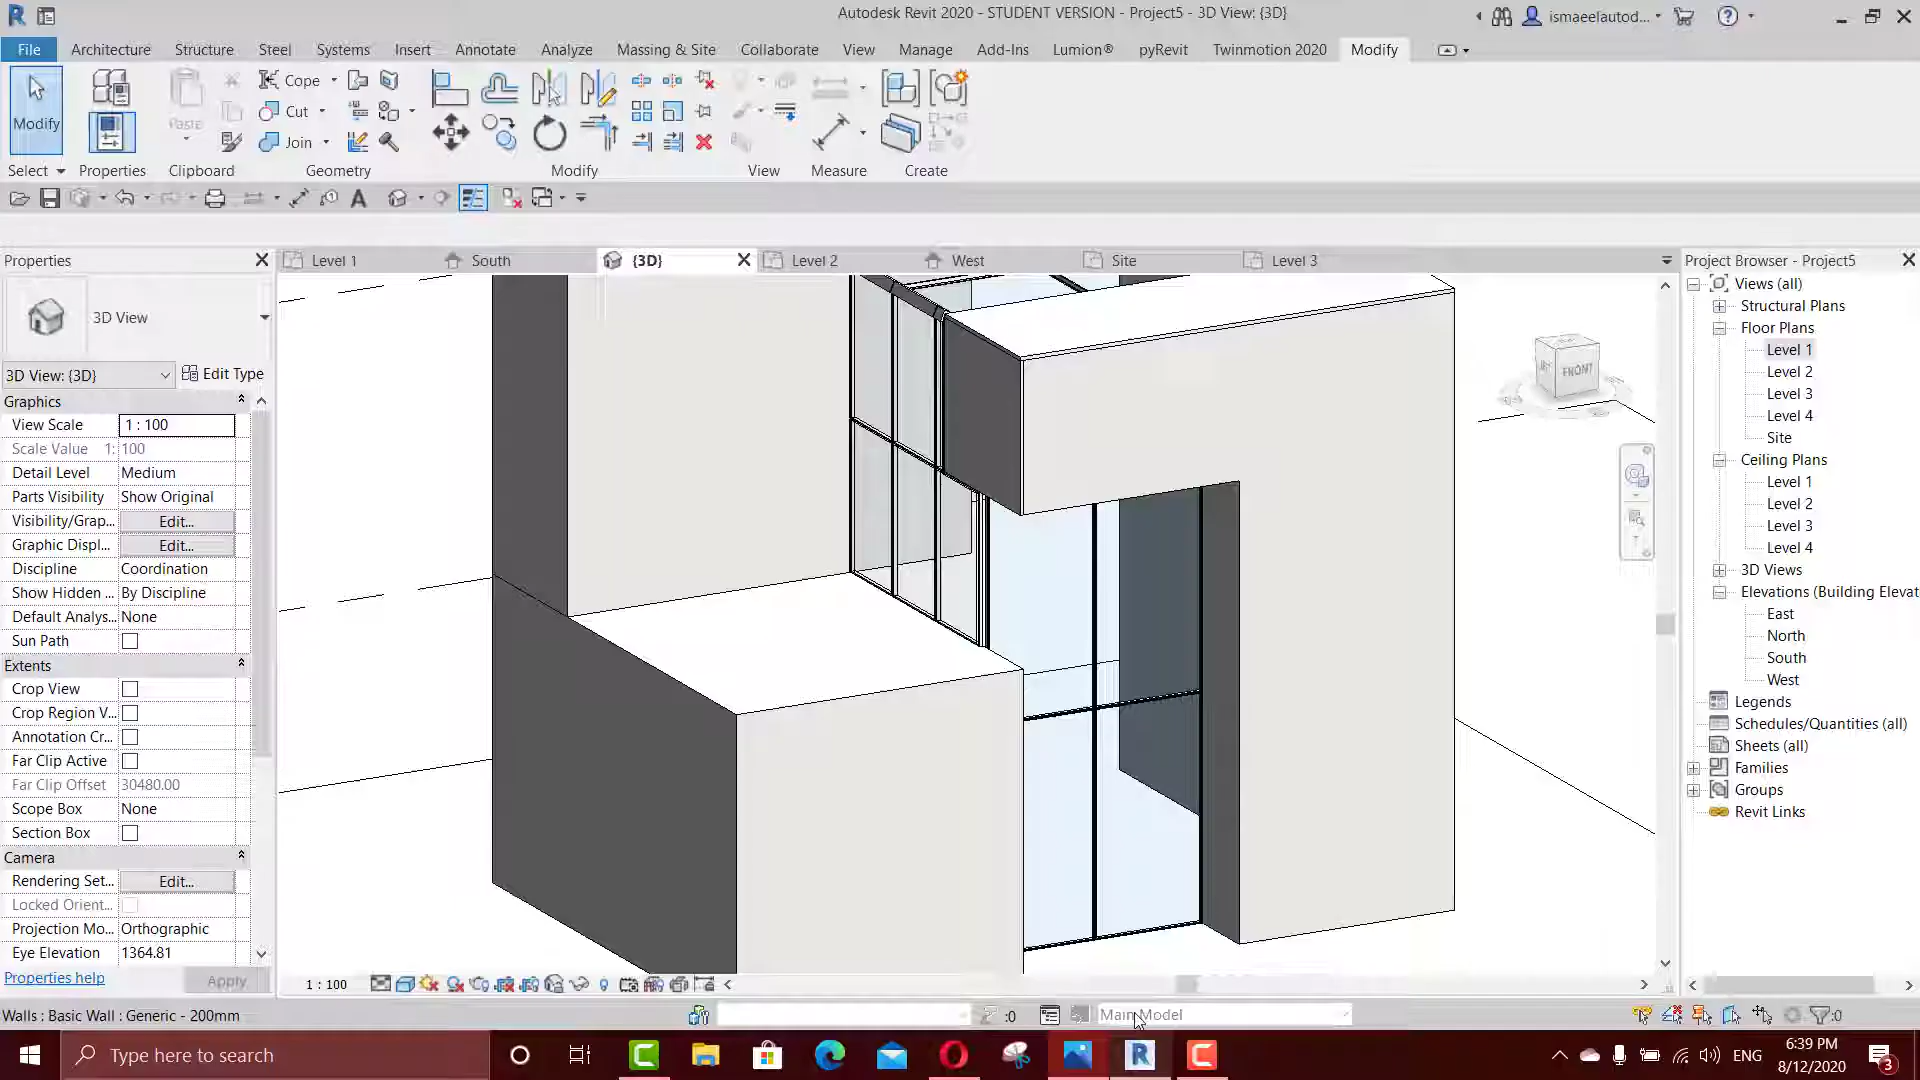 Autodesk Revit 2020 - STUDENT VERSION - Project5 - 3D View: {3D}
ismaeelautod...
File
Architecture
Structure
Steel
Systems
Insert
Annotate
Analyze
Massing & Site
Collaborate
View
Manage
Add-Ins
Lumion®
pyRevit
Twinmotion 2020
Modify
Modify
Paste
Cope
Cut
Join
Select
Properties
Clipboard
Geometry
Modify
View
Measure
Create
Properties
Level 1
South
{3D}
Level 2
West
Site
Level 3
Project Browser - Project5
3D View
3D View: {3D}
Edit Type
Graphics
View Scale
1 : 100
Scale Value 1:
100
Detail Level
Medium
Parts Visibility
Show Original
Visibility/Grap...
Edit...
Graphic Displ...
Edit...
Discipline
Coordination
Show Hidden ...
By Discipline
Default Analys...
None
Sun Path
Extents
Crop View
Crop Region V...
Annotation Cr...
Far Clip Active
Far Clip Offset
30480.00
Scope Box
None
Section Box
Camera
Rendering Set...
Edit...
Locked Orient...
Projection Mo...
Orthographic
Eye Elevation
1364.81
Properties help
Apply
FRONT
Views (all)
Structural Plans
Floor Plans
Level 1
Level 2
Level 3
Level 4
Site
Ceiling Plans
Level 1
Level 2
Level 3
Level 4
3D Views
Elevations (Building Elevat
East
North
South
West
Legends
Schedules/Quantities (all)
Sheets (all)
Families
Groups
Revit Links
1 : 100
Walls : Basic Wall : Generic - 200mm
:0
Main Model
:0
Type here to search
ENG
6:39 PM
8/12/2020
3